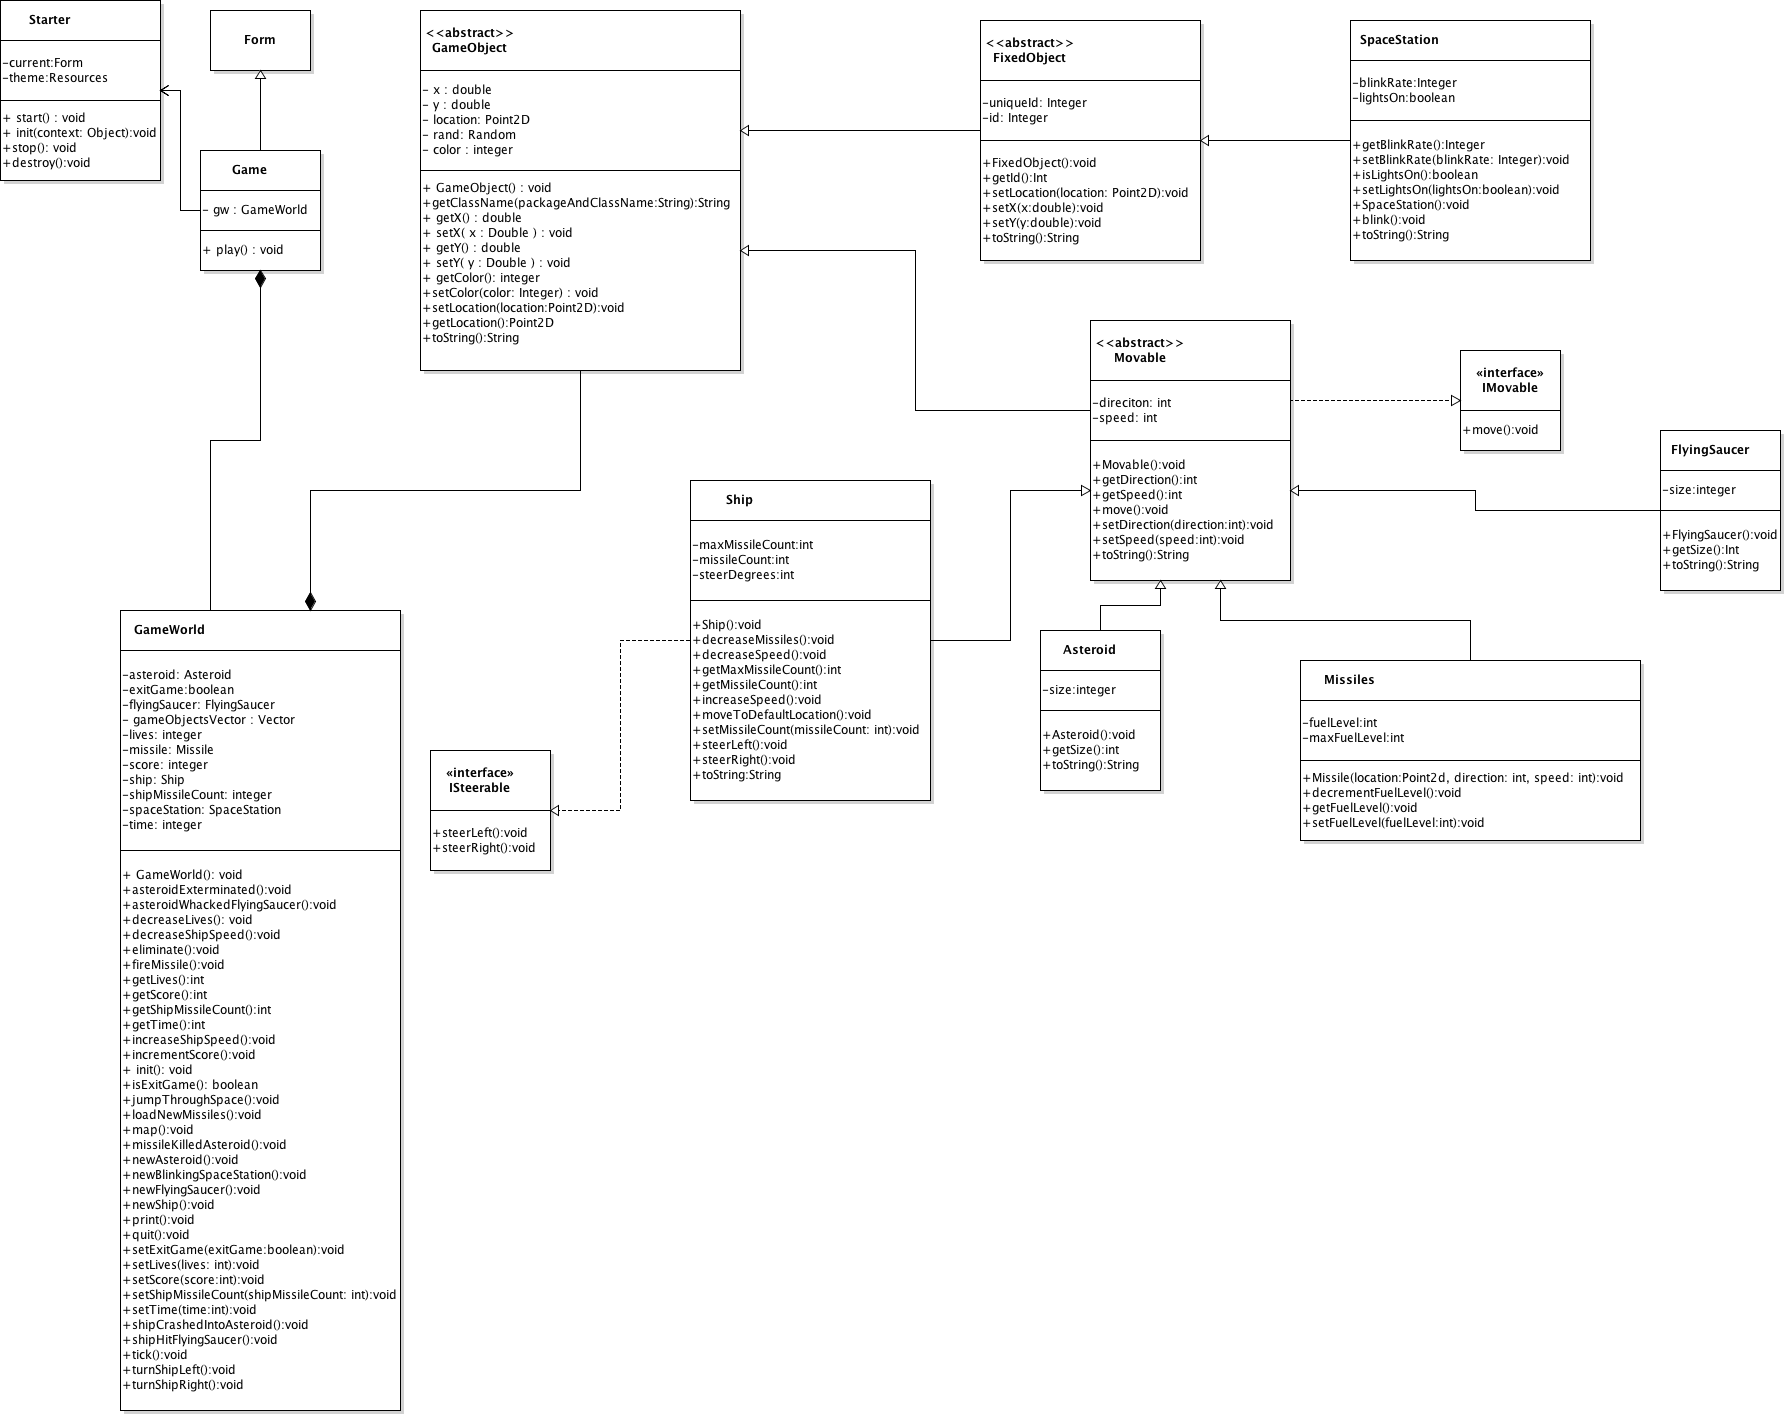 Starter
-current:Form
-theme:Resources
+ start() : void
+ init(context: Object):void
+stop(): void
+destroy():void
Form
Game
- gw : GameWorld
+ play() : void
<<abstract>>
GameObject
- x : double
- y : double
- location: Point2D
- rand: Random
- color : integer
+ GameObject() : void
+getClassName(packageAndClassName:String):String
+ getX() : double
+ setX( x : Double ) : void
+ getY() : double
+ setY( y : Double ) : void
+ getColor(): integer
+setColor(color: Integer) : void
+setLocation(location:Point2D):void
+getLocation():Point2D
+toString():String
<<abstract>>
FixedObject
-uniqueId: Integer
-id: Integer
+FixedObject():void
+getId():Int
+setLocation(location: Point2D):void
+setX(x:double):void
+setY(y:double):void
+toString():String
SpaceStation
-blinkRate:Integer
-lightsOn:boolean
+getBlinkRate():Integer
+setBlinkRate(blinkRate: Integer):void
+isLightsOn():boolean
+setLightsOn(lightsOn:boolean):void
+SpaceStation():void
+blink():void
+toString():String
<<abstract>>
Movable
-direciton: int
-speed: int
+Movable():void
+getDirection():int
+getSpeed():int
+move():void
+setDirection(direction:int):void
+setSpeed(speed:int):void
+toString():String
«interface»
IMovable
+move():void
FlyingSaucer
-size:integer
+FlyingSaucer():void
+getSize():Int
+toString():String
Ship
-maxMissileCount:int
-missileCount:int
-steerDegrees:int
+Ship():void
+decreaseMissiles():void
+decreaseSpeed():void
+getMaxMissileCount():int
+getMissileCount():int
+increaseSpeed():void
+moveToDefaultLocation():void
+setMissileCount(missileCount: int):void
+steerLeft():void
+steerRight():void
+toString:String
«interface»
ISteerable
+steerLeft():void
+steerRight():void
Asteroid
-size:integer
+Asteroid():void
+getSize():int
+toString():String
Missiles
-fuelLevel:int
-maxFuelLevel:int
+Missile(location:Point2d, direction: int, speed: int):void
+decrementFuelLevel():void
+getFuelLevel():void
+setFuelLevel(fuelLevel:int):void
GameWorld
-asteroid: Asteroid
-exitGame:boolean
-flyingSaucer: FlyingSaucer
- gameObjectsVector : Vector
-lives: integer
-missile: Missile
-score: integer
-ship: Ship
-shipMissileCount: integer
-spaceStation: SpaceStation
-time: integer
+ GameWorld(): void
+asteroidExterminated():void
+asteroidWhackedFlyingSaucer():void
+decreaseLives(): void
+decreaseShipSpeed():void
+eliminate():void
+fireMissile():void
+getLives():int
+getScore():int
+getShipMissileCount():int
+getTime():int
+increaseShipSpeed():void
+incrementScore():void
+ init(): void
+isExitGame(): boolean
+jumpThroughSpace():void
+loadNewMissiles():void
+map():void
+missileKilledAsteroid():void
+newAsteroid():void
+newBlinkingSpaceStation():void
+newFlyingSaucer():void
+newShip():void
+print():void
+quit():void
+setExitGame(exitGame:boolean):void
+setLives(lives: int):void
+setScore(score:int):void
+setShipMissileCount(shipMissileCount: int):void
+setTime(time:int):void
+shipCrashedIntoAsteroid():void
+shipHitFlyingSaucer():void
+tick():void
+turnShipLeft():void
+turnShipRight():void